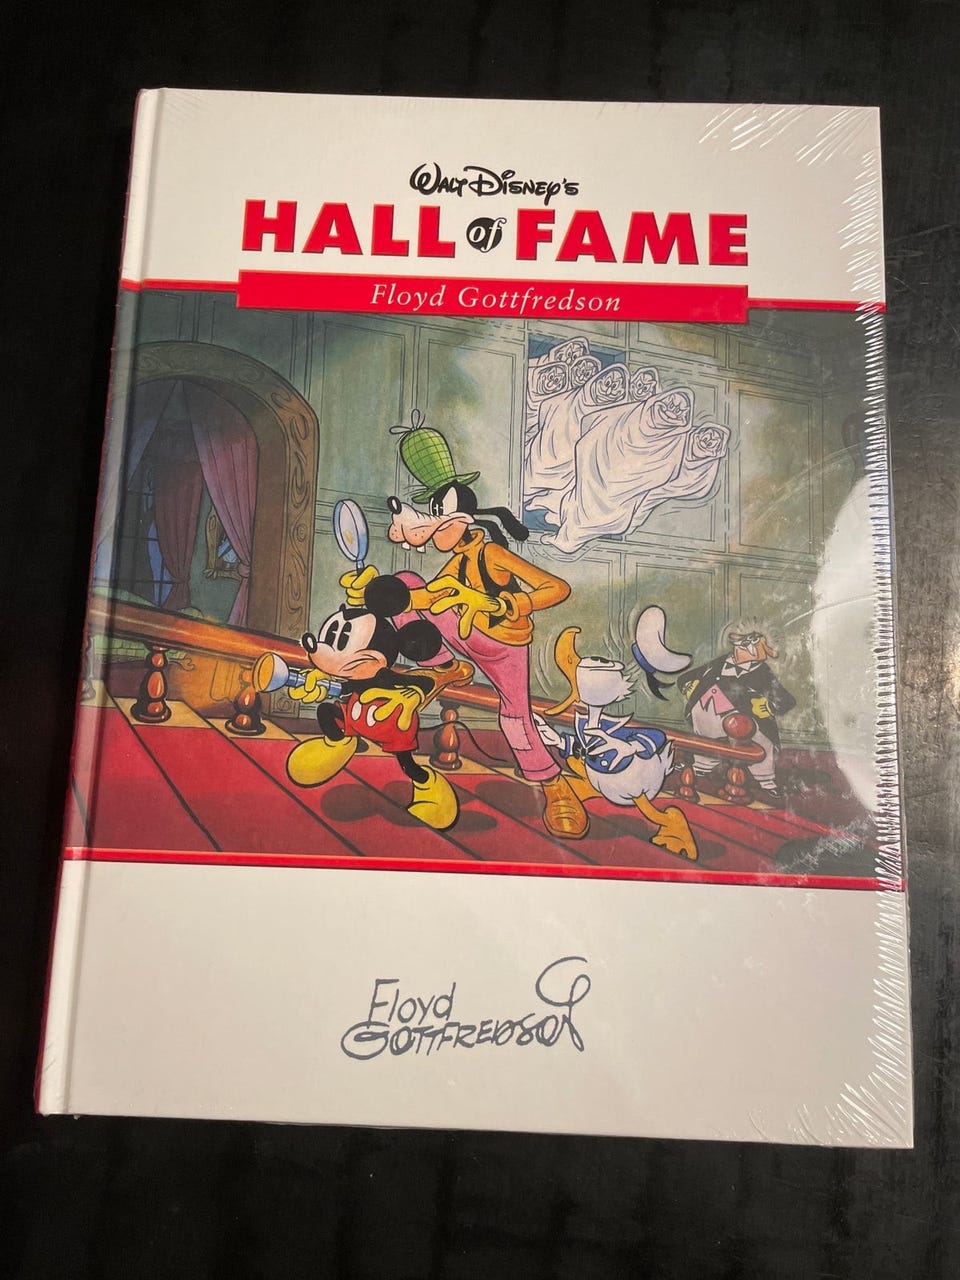 WALT DISNEY'S
HALL of FAME
Floyd Gottfredson
Floyd
GOTTFREDSON